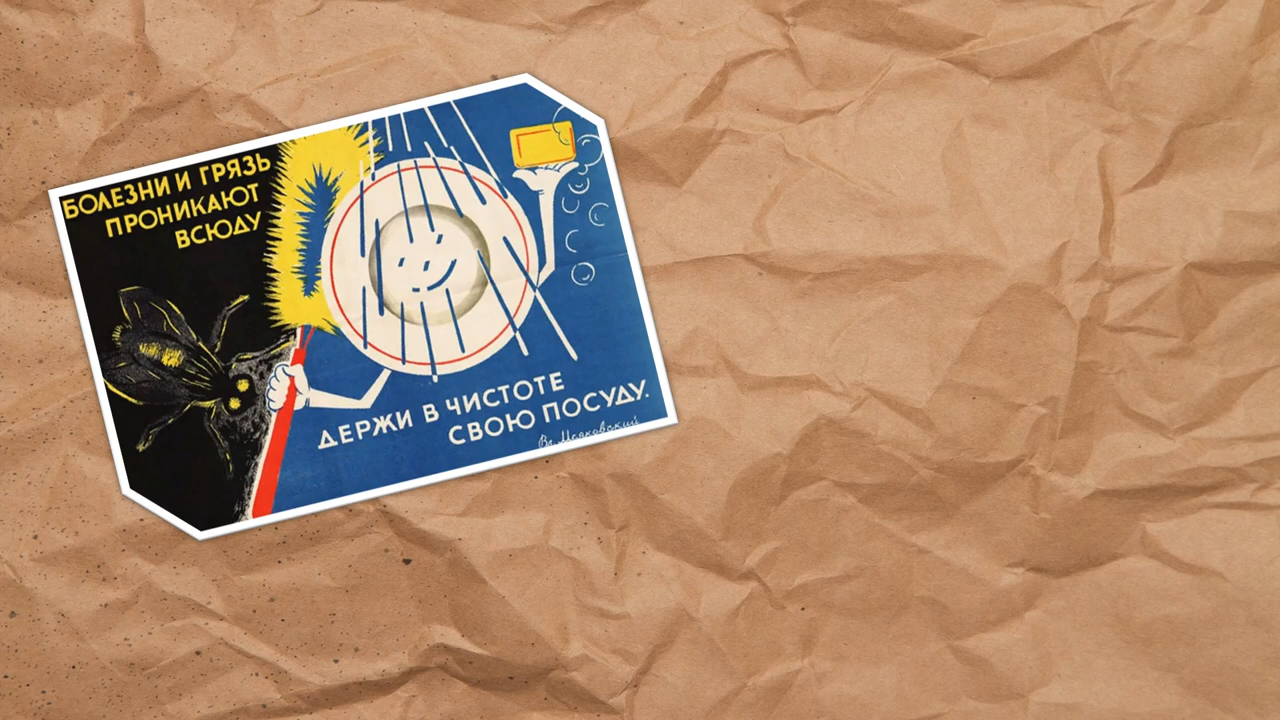 БОЛЕЗНИ И ГРЯЗЬ
ПРОНИКАЮТ
ВСЮДУ
ДЕРЖИ В ЧИСТОТЕ
СВОЮ ПОСУДУ.
Вл. Маяковский